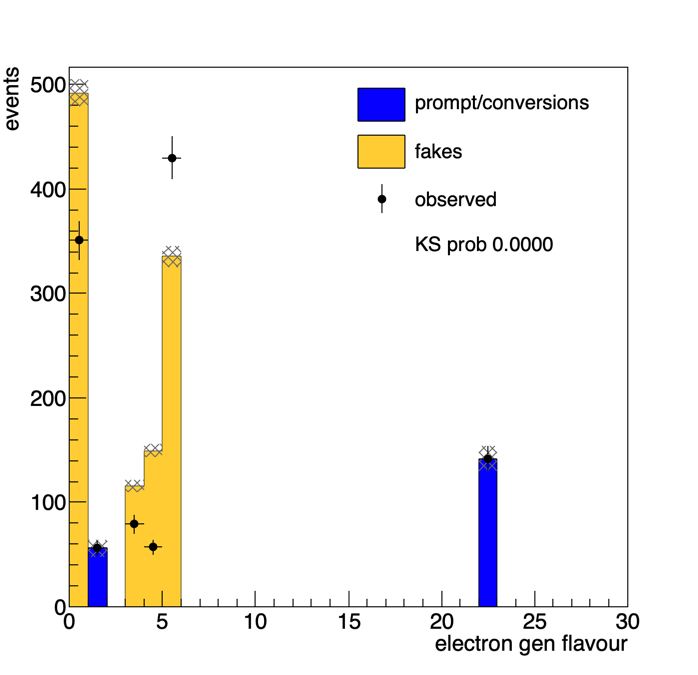 events
500
400
300
200
100
0
prompt/conversions
fakes
observed
KS prob 0.0000
0 5 10 15 20 25 30
electron gen flavour